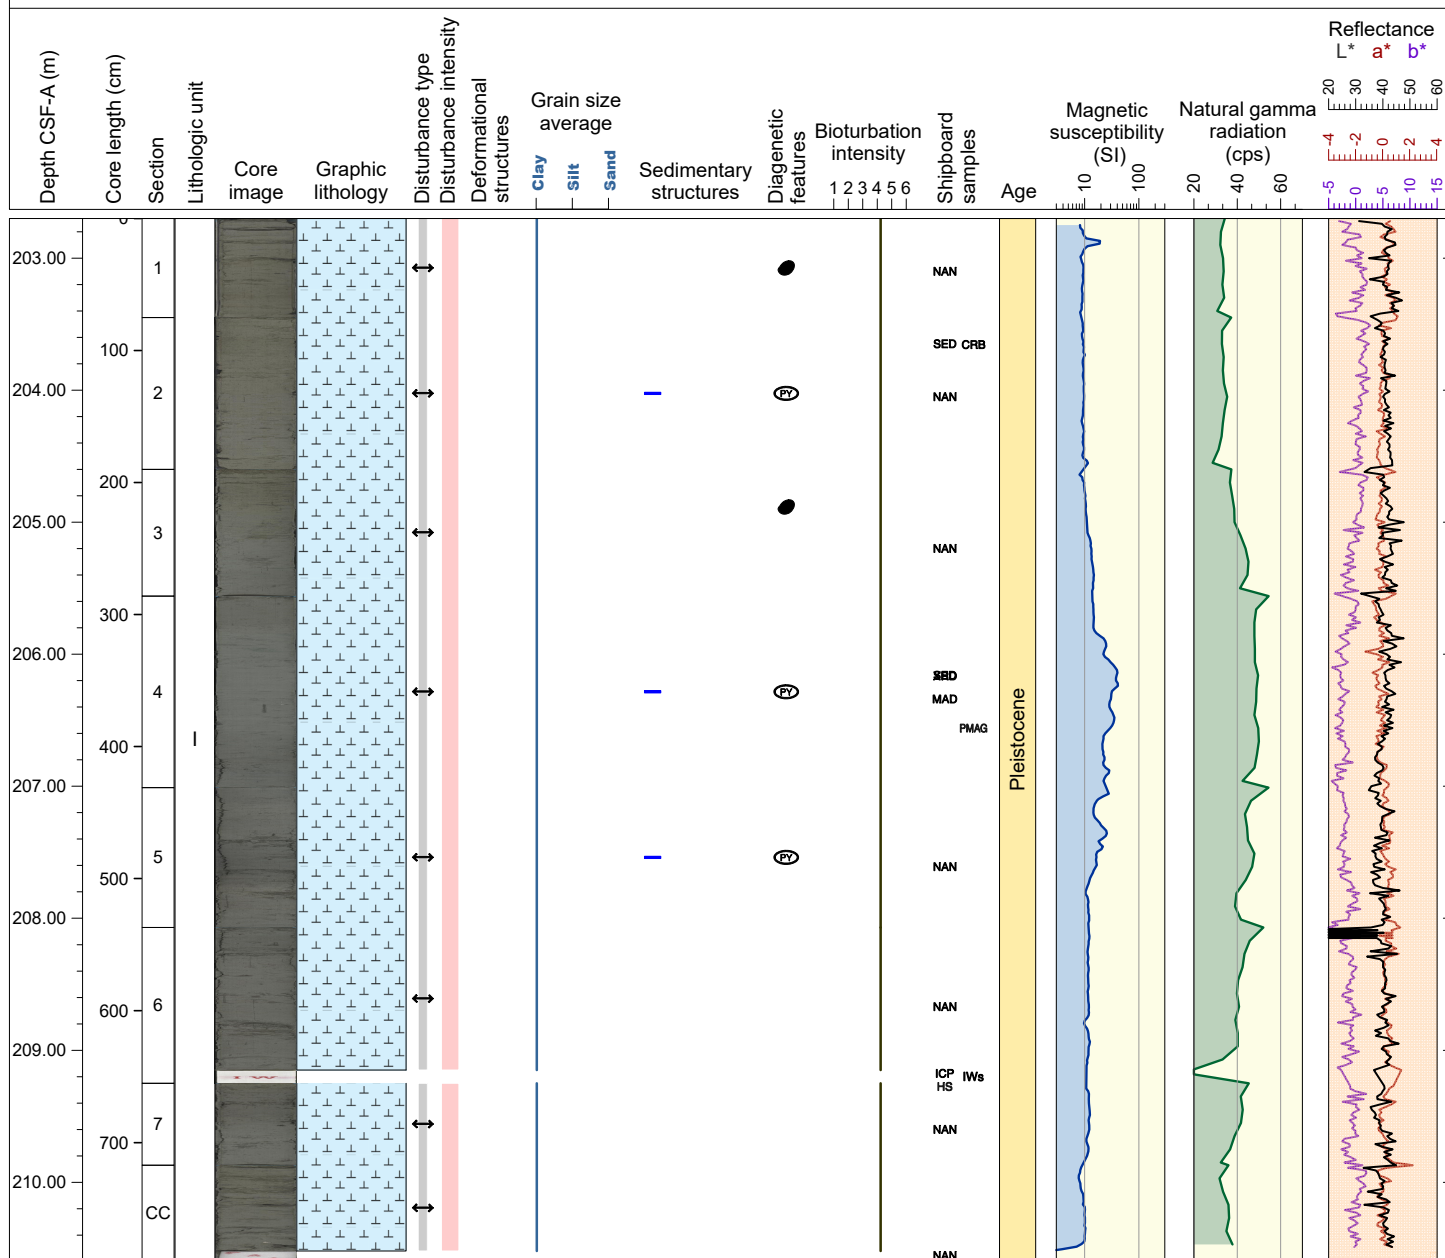 Depth CSF-A (m)
Core length (cm)
Section
Lithologic unit
Core image
Graphic lithology
Disturbance type
Disturbance intensity
Deformational structures
Grain size average
Clay
Silt
Sand
Sedimentary structures
Diagenetic features
Bioturbation intensity
1 2 3 4 5 6
Shipboard samples
Age
Magnetic susceptibility (SI)
10 100
Natural gamma radiation (cps)
20 40 60
Reflectance
L* a* b*
20 30 40 50 60
-4 -2 0 2 4
-5 0 5 10 15
203.00
204.00
205.00
206.00
207.00
208.00
209.00
210.00
0
100
200
300
400
500
600
700
1
2
3
4
5
6
7
CC
I
PY
PY
PY
NAN
SED CRB
NAN
NAN
SED
MAD
PMAG
NAN
NAN
ICP IWs
HS
NAN
NAN
Pleistocene